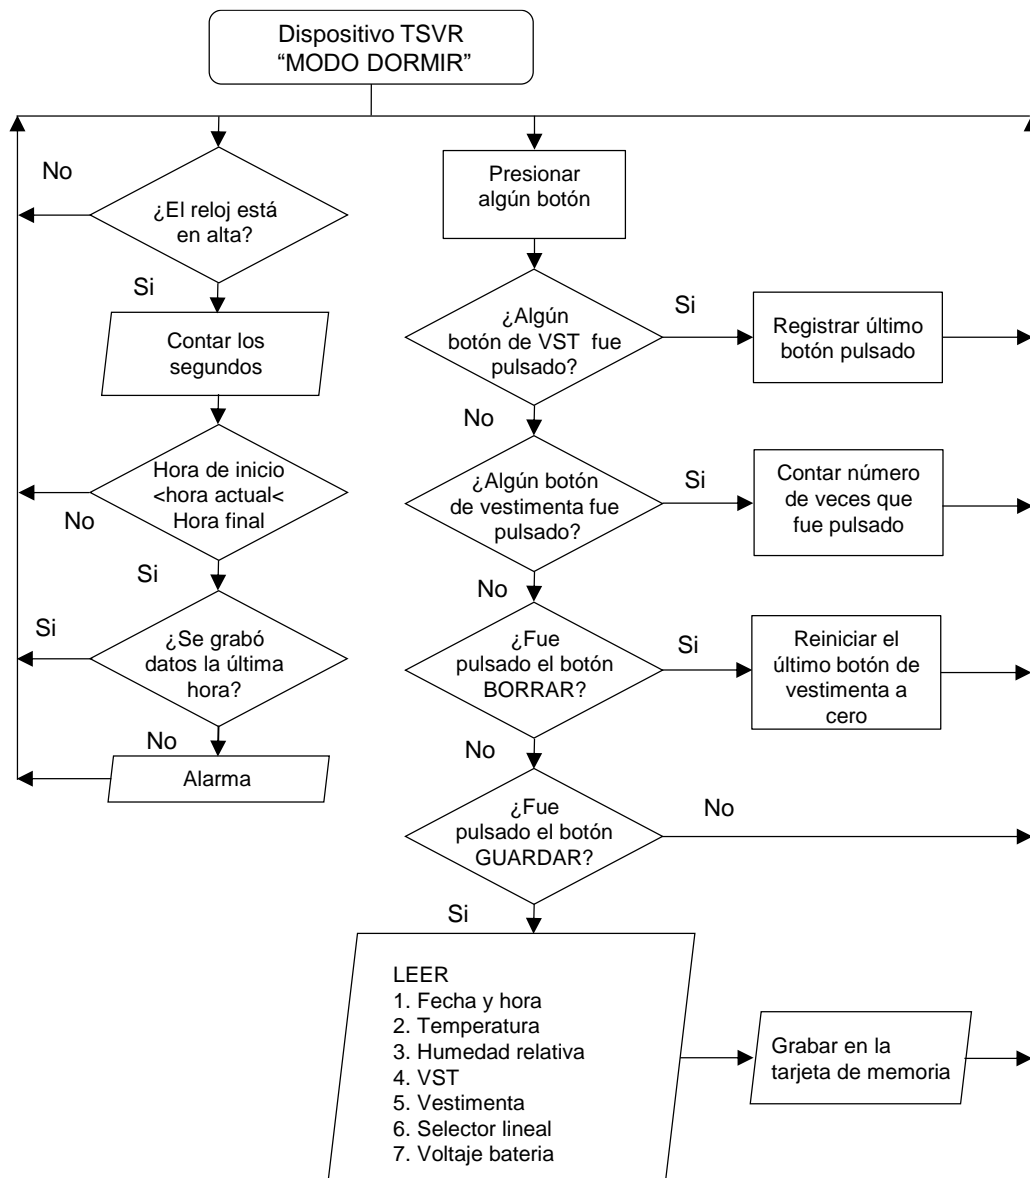 Dispositivo TSVR
“MODO DORMIR”
No
¿El reloj está
en alta?
Si
Contar los
segundos
Hora de inicio
<hora actual<
Hora final
No
Si
Si
¿Se grabó
datos la última
hora?
No
Alarma
Presionar
algún botón
¿Algún
botón de VST fue
pulsado?
Si
Registrar último
botón pulsado
No
¿Algún botón
de vestimenta fue
pulsado?
Si
Contar número
de veces que
fue pulsado
No
¿Fue
pulsado el botón
BORRAR?
Si
Reiniciar el
último botón de
vestimenta a
cero
No
¿Fue
pulsado el botón
GUARDAR?
No
Si
LEER
1. Fecha y hora
2. Temperatura
3. Humedad relativa
4. VST
5. Vestimenta
6. Selector lineal
7. Voltaje bateria
Grabar en la
tarjeta de memoria